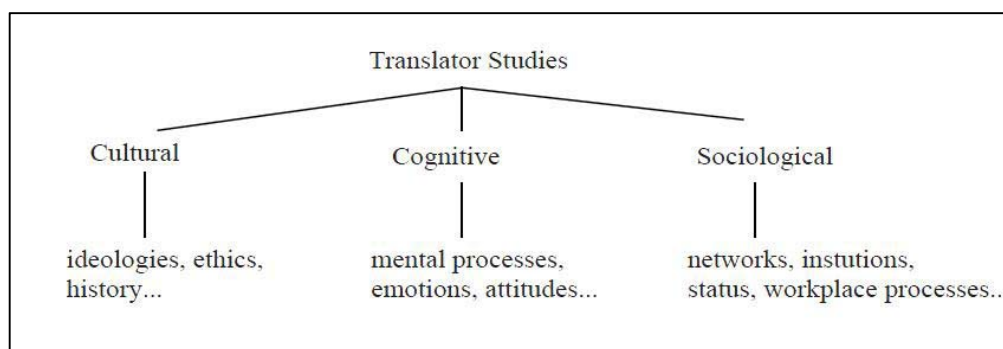 Translator Studies
Cultural
Cognitive
Sociological
ideologies, ethics,
history...
mental processes,
emotions, attitudes...
networks, instutions,
status, workplace processes..